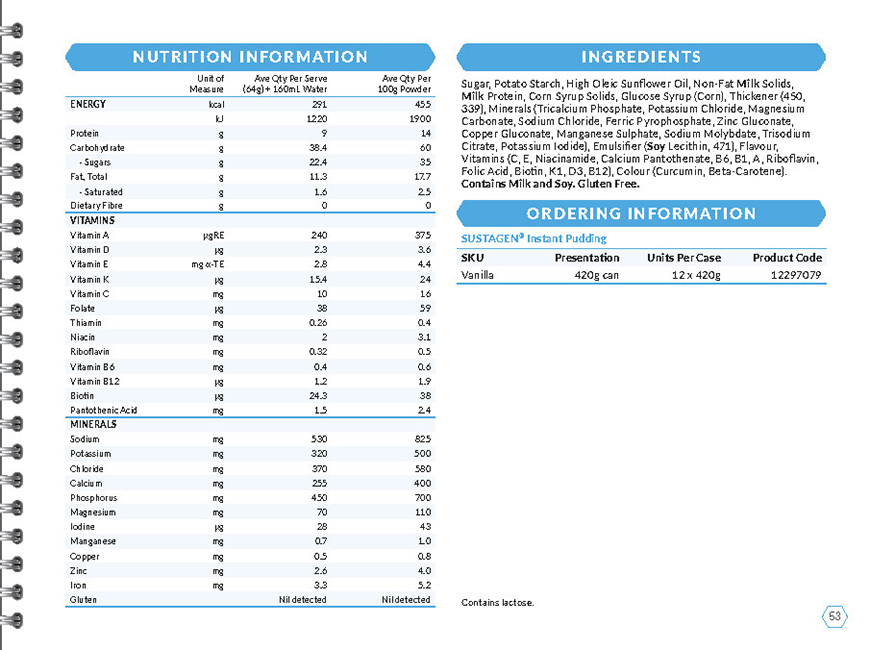 NUTRITION INFORMATION
Unit of Measure Ave Qty Per Serve (64g)+ 160mL Water Ave Qty Per 100g Powder
ENERGY kcal 291 455
kJ 1220 1900
Protein g 9 14
Carbohydrate g 38.4 60
- Sugars g 22.4 35
Fat, Total g 11.3 17.7
- Saturated g 1.6 2.5
Dietary Fibre g 0 0
VITAMINS
Vitamin A µgRE 240 375
Vitamin D µg 2.3 3.6
Vitamin E mg α-TE 2.8 4.4
Vitamin K µg 15.4 24
Vitamin C mg 10 16
Folate µg 38 59
Thiamin mg 0.26 0.4
Niacin mg 2 3.1
Riboflavin mg 0.32 0.5
Vitamin B6 mg 0.4 0.6
Vitamin B12 µg 1.2 1.9
Biotin µg 24.3 38
Pantothenic Acid mg 1.5 2.4
MINERALS
Sodium mg 530 825
Potassium mg 320 500
Chloride mg 370 580
Calcium mg 255 400
Phosphorus mg 450 700
Magnesium mg 70 110
Iodine µg 28 43
Manganese mg 0.7 1.0
Copper mg 0.5 0.8
Zinc mg 2.6 4.0
Iron mg 3.3 5.2
Gluten Nil detected Nil detected
INGREDIENTS
Sugar, Potato Starch, High Oleic Sunflower Oil, Non-Fat Milk Solids,
Milk Protein, Corn Syrup Solids, Glucose Syrup (Corn), Thickener (450,
339), Minerals (Tricalcium Phosphate, Potassium Chloride, Magnesium
Carbonate, Sodium Chloride, Ferric Pyrophosphate, Zinc Gluconate,
Copper Gluconate, Manganese Sulphate, Sodium Molybdate, Trisodium
Citrate, Potassium Iodide), Emulsifier (Soy Lecithin, 471), Flavour,
Vitamins (C, E, Niacinamide, Calcium Pantothenate, B6, B1, A, Riboflavin,
Folic Acid, Biotin, K1, D3, B12), Colour (Curcumin, Beta-Carotene).
Contains Milk and Soy. Gluten Free.
ORDERING INFORMATION
SUSTAGEN® Instant Pudding
SKU Presentation Units Per Case Product Code
Vanilla 420g can 12 x 420g 12297079
Contains lactose.
53